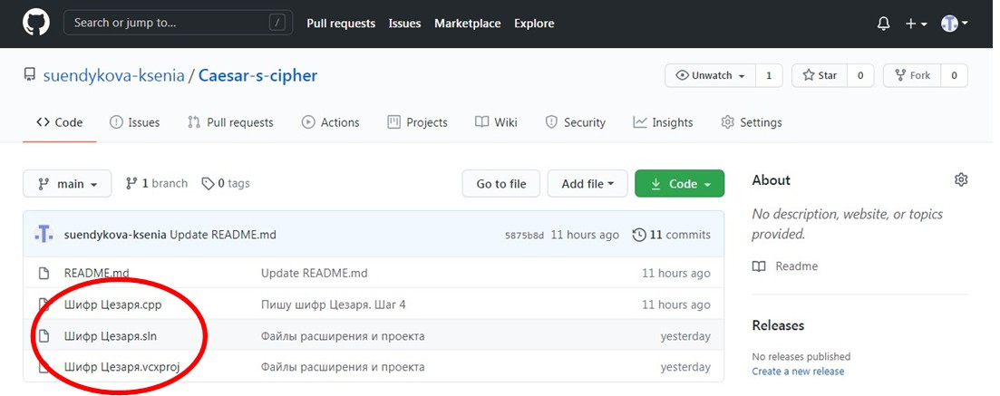 Search or jump to... / Pull requests Issues Marketplace Explore
suendykova-ksenia / Caesar-s-cipher Unwatch 1 Star 0 Fork 0
Code Issues Pull requests Actions Projects Wiki Security Insights Settings
main 1 branch 0 tags Go to file Add file Code
About
No description, website, or topics
provided.
Readme
suendykova-ksenia Update README.md 5875b8d 11 hours ago 11 commits
README.md Update README.md 11 hours ago
Шифр Цезаря.cpp Пишу шифр Цезаря. Шаг 4 11 hours ago
Шифр Цезаря.sln Файлы расширения и проекта yesterday
Шифр Цезаря.vcxproj Файлы расширения и проекта yesterday
Releases
No releases published
Create a new release